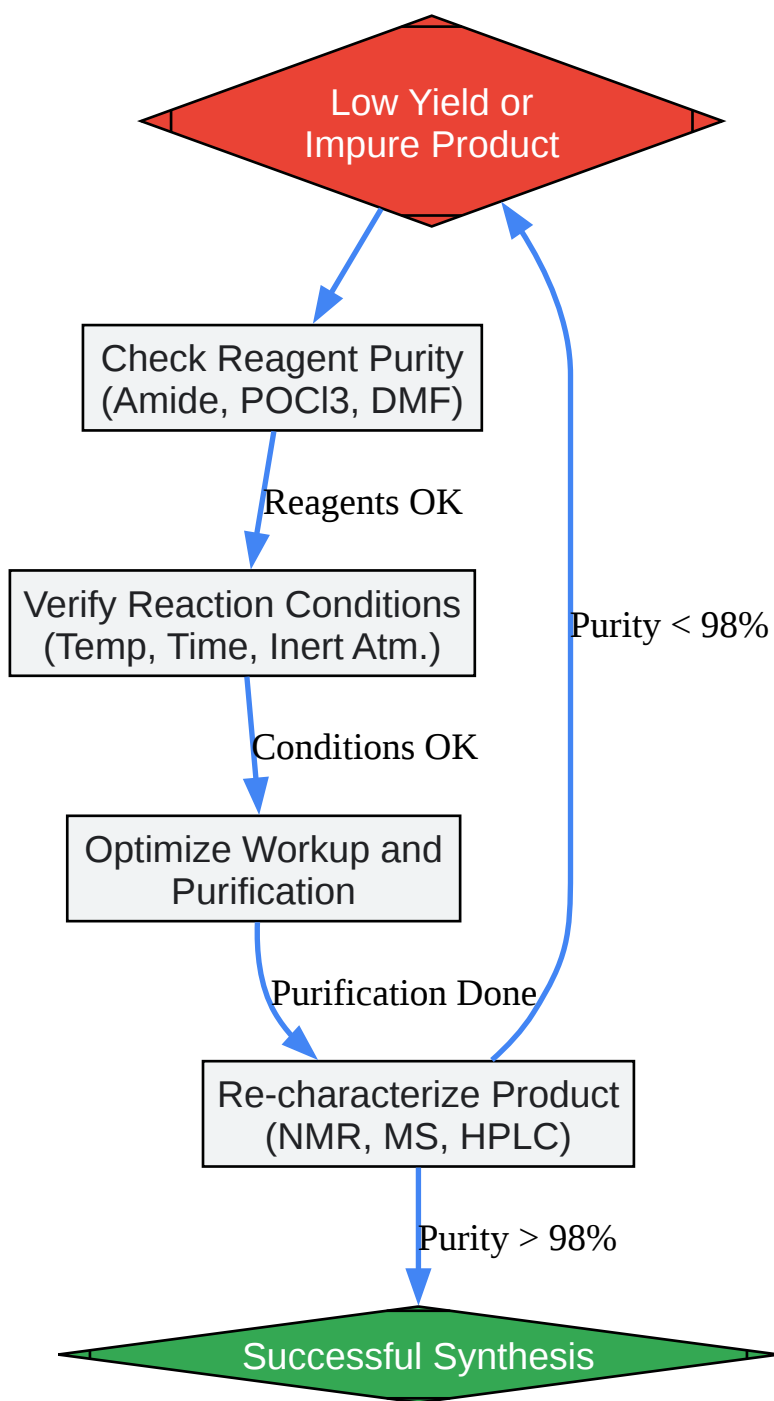 Low Yield or
Impure Product
Check Reagent Purity
(Amide, POCl3, DMF)
Reagents OK
Verify Reaction Conditions
(Temp, Time, Inert Atm.)
Purity < 98%
Conditions OK
Optimize Workup and
Purification
Purification Done
Re-characterize Product
(NMR, MS, HPLC)
Purity > 98%
Successful Synthesis